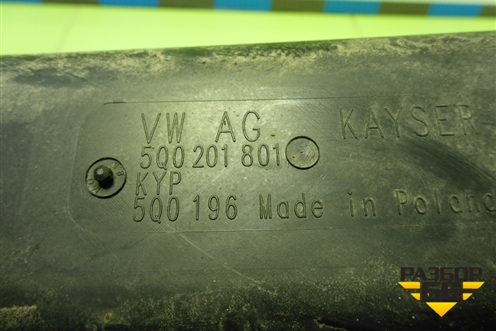 VW AG KAYSER
5Q0 201 801
KYP
5Q0 196 Made in Poland
РАЗБОР